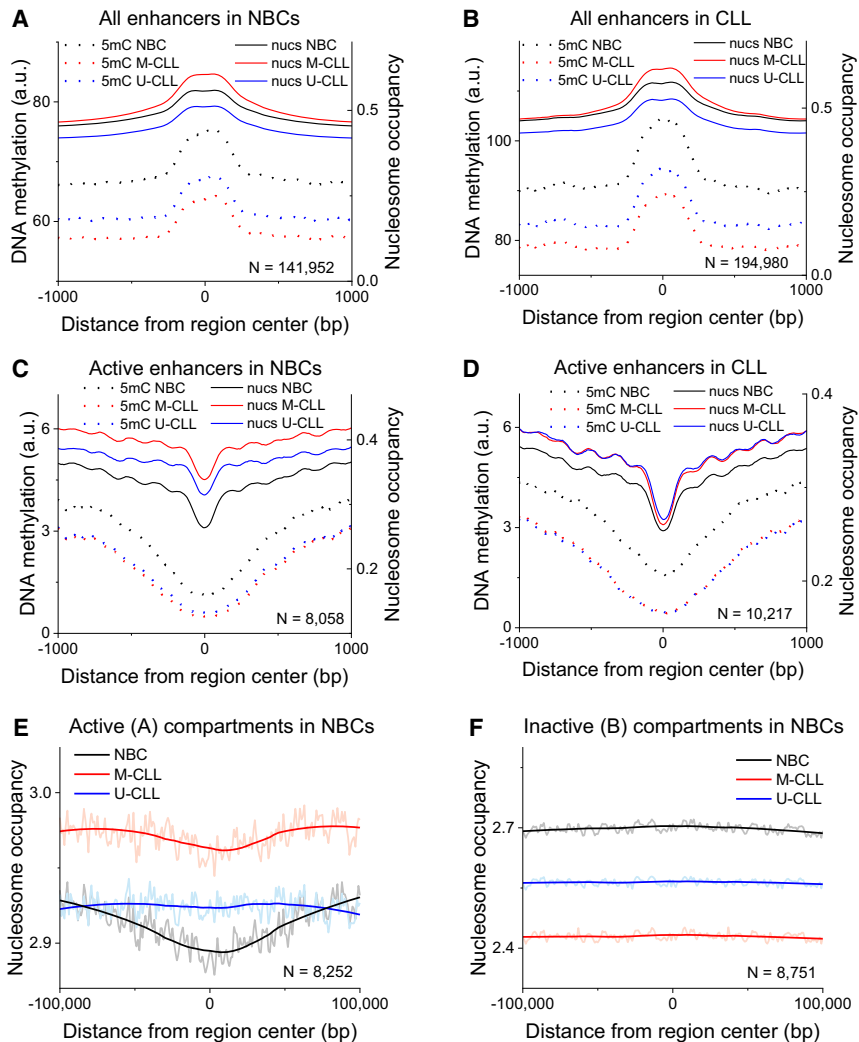 A
All enhancers in NBCs
5mC NBC
nucs NBC
5mC M-CLL
nucs M-CLL
5mC U-CLL
nucs U-CLL
DNA methylation (a.u.)
80
60
Nucleosome occupancy
0.5
0.0
N = 141,952
-1000
0
1000
Distance from region center (bp)
B
All enhancers in CLL
5mC NBC
nucs NBC
5mC M-CLL
nucs M-CLL
5mC U-CLL
nucs U-CLL
DNA methylation (a.u.)
100
80
Nucleosome occupancy
0.5
0.0
N = 194,980
-1000
0
1000
Distance from region center (bp)
C
Active enhancers in NBCs
5mC NBC
nucs NBC
5mC M-CLL
nucs M-CLL
5mC U-CLL
nucs U-CLL
DNA methylation (a.u.)
6
3
0
Nucleosome occupancy
0.4
0.2
N = 8,058
-1000
0
1000
Distance from region center (bp)
D
Active enhancers in CLL
5mC NBC
nucs NBC
5mC M-CLL
nucs M-CLL
5mC U-CLL
nucs U-CLL
DNA methylation (a.u.)
6
3
0
Nucleosome occupancy
0.4
0.2
N = 10,217
-1000
0
1000
Distance from region center (bp)
E
Active (A) compartments in NBCs
NBC
M-CLL
U-CLL
Nucleosome occupancy
3.0
2.9
N = 8,252
-100,000
0
100,000
Distance from region center (bp)
F
Inactive (B) compartments in NBCs
NBC
M-CLL
U-CLL
Nucleosome occupancy
2.7
2.4
N = 8,751
-100,000
0
100,000
Distance from region center (bp)